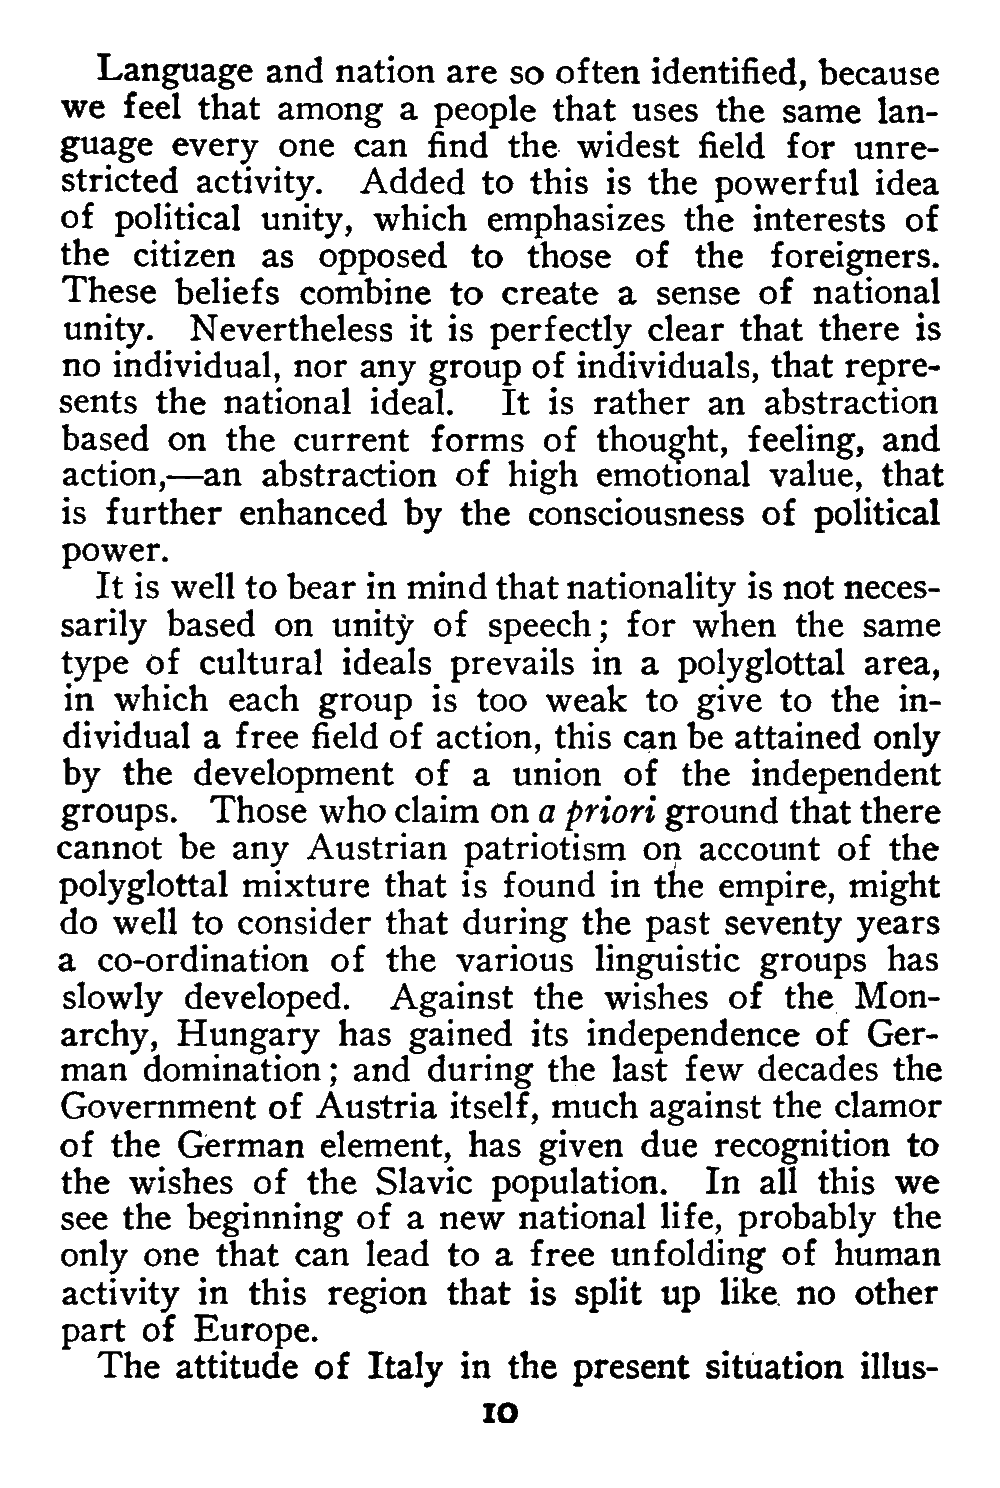 Language and nation are so often identified, because
we feel that among a people that uses the same lan-
guage every one can find the widest field for unre-
stricted activity. Added to this is the powerful idea
of political unity, which emphasizes the interests of
the citizen as opposed to those of the foreigners.
These beliefs combine to create a sense of national
unity. Nevertheless it is perfectly clear that there is
no individual, nor any group of individuals, that repre-
sents the national ideal. It is rather an abstraction
based on the current forms of thought, feeling, and
action,—an abstraction of high emotional value, that
is further enhanced by the consciousness of political
power.
It is well to bear in mind that nationality is not neces-
sarily based on unity of speech; for when the same
type of cultural ideals prevails in a polyglottal area,
in which each group is too weak to give to the in-
dividual a free field of action, this can be attained only
by the development of a union of the independent
groups. Those who claim on a priori ground that there
cannot be any Austrian patriotism on account of the
polyglottal mixture that is found in the empire, might
do well to consider that during the past seventy years
a co-ordination of the various linguistic groups has
slowly developed. Against the wishes of the Mon-
archy, Hungary has gained its independence of Ger-
man domination; and during the last few decades the
Government of Austria itself, much against the clamor
of the German element, has given due recognition to
the wishes of the Slavic population. In all this we
see the beginning of a new national life, probably the
only one that can lead to a free unfolding of human
activity in this region that is split up like no other
part of Europe.
The attitude of Italy in the present situation illus-
10